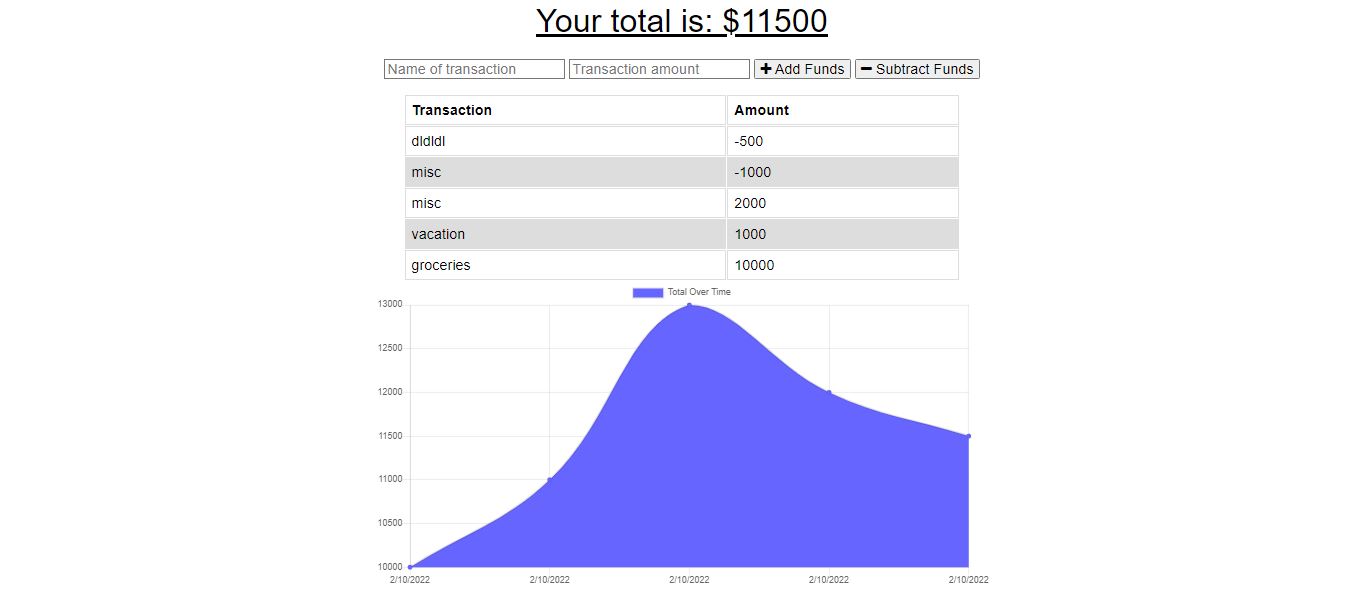 Your total is: $11500
Name of transaction Transaction amount Add Funds Subtract Funds
Transaction Amount
dldldl -500
misc -1000
misc 2000
vacation 1000
groceries 10000
Total Over Time
13000
12500
12000
11500
11000
10500
10000
2/10/2022 2/10/2022 2/10/2022 2/10/2022 2/10/2022